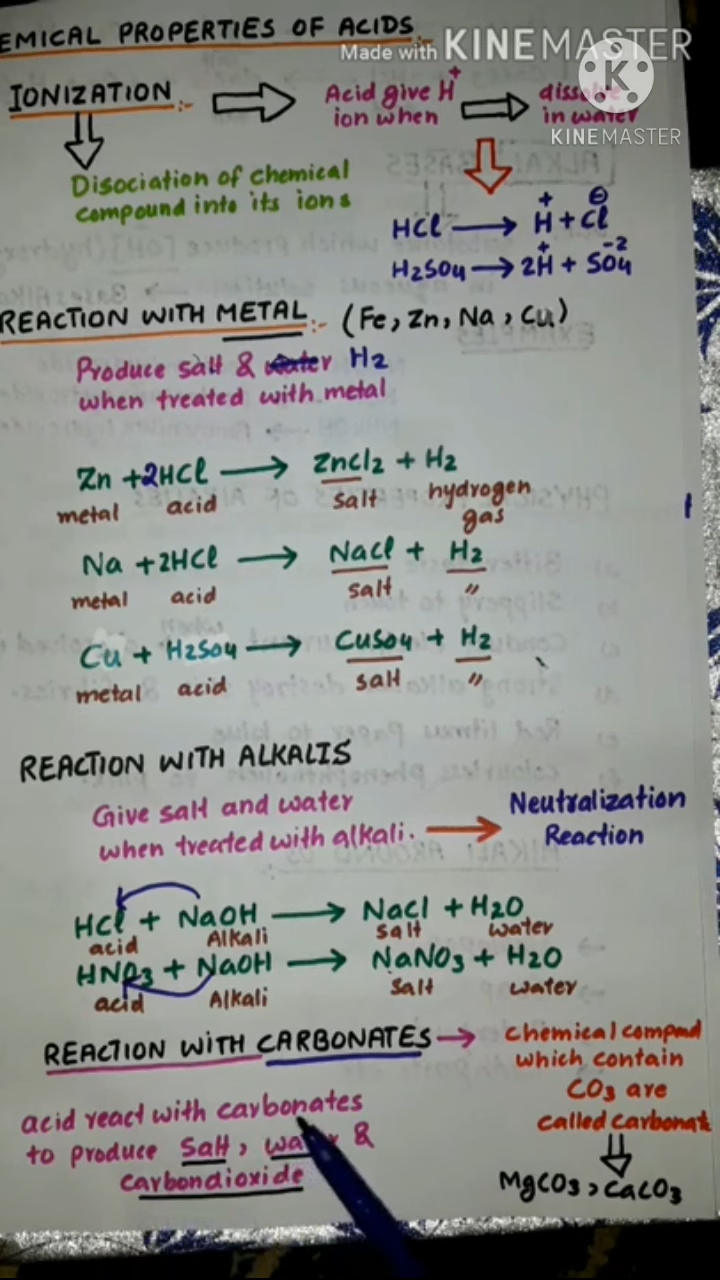 EMICAL PROPERTIES OF ACIDS
Made with KINEMASTER
K
KINEMASTER
IONIZATION :-
Acid give H+
ion when
dissolve
in water
Disociation of chemical
compound into its ions
HCl → H+ + Cl⊖
H2SO4 → 2H+ + SO4-2
REACTION WITH METAL :- (Fe, Zn, Na, Cu)
Produce salt & water H2
when treated with metal
Zn + 2HCl → ZnCl2 + H2
metal acid salt hydrogen
gas
Na + 2HCl → NaCl + H2
metal acid salt "
Cu + H2SO4 → CuSO4 + H2
metal acid salt "
REACTION WITH ALKALIS
Give salt and water
when treated with alkali. →
Neutralization
Reaction
HCl + NaOH → NaCl + H2O
acid Alkali salt water
HNO3 + NaOH → NaNO3 + H2O
acid Alkali salt water
REACTION WITH CARBONATES →
chemical compnd
which contain
CO3 are
called carbonat
MgCO3, CaCO3
acid react with carbonates
to produce salt, water &
carbondioxide